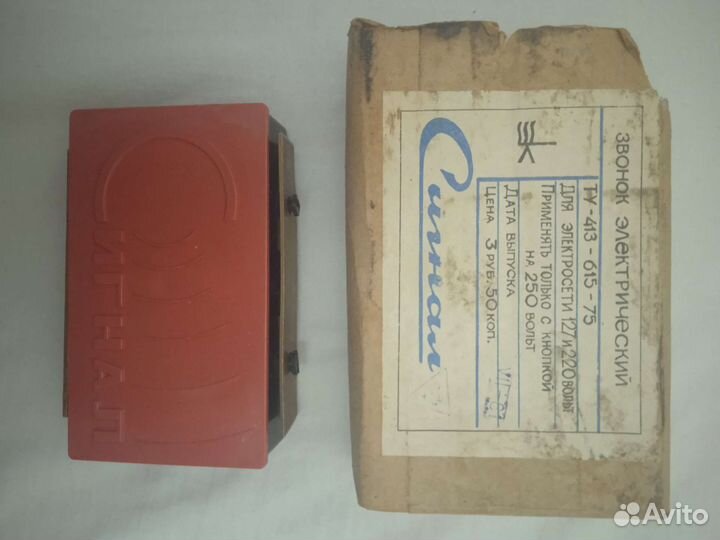 СИГНАЛ
ЗВОНОК ЭЛЕКТРИЧЕСКИЙ
ТУ-413-615-75
ДЛЯ ЭЛЕКТРОСЕТИ 127 И 220 ВОЛЬТ
ПРИМЕНЯТЬ ТОЛЬКО С КНОПКОЙ
НА 250 ВОЛЬТ
ДАТА ВЫПУСКА
ЦЕНА 3 РУБ. 50 КОП.
Сигнал
Avito